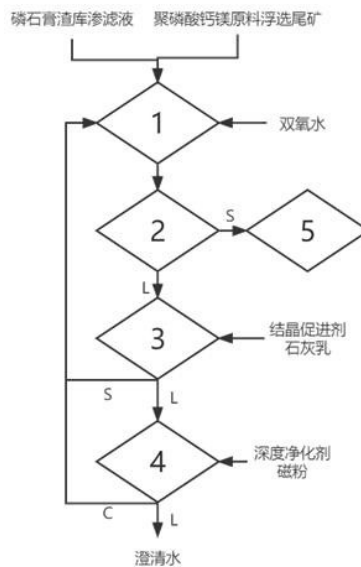 磷石膏渣库渗滤液 聚磷酸钙镁原料浮选尾矿
1
双氧水
2
S
5
L
3
结晶促进剂
石灰乳
S
L
4
深度净化剂
磁粉
C
L
澄清水